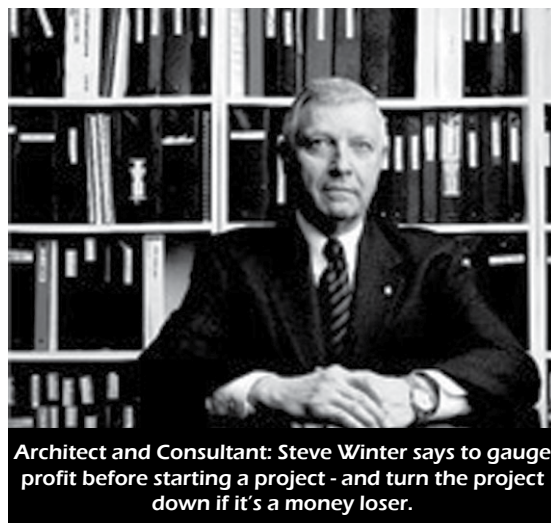 Architect and Consultant: Steve Winter says to gauge
profit before starting a project - and turn the project
down if it's a money loser.